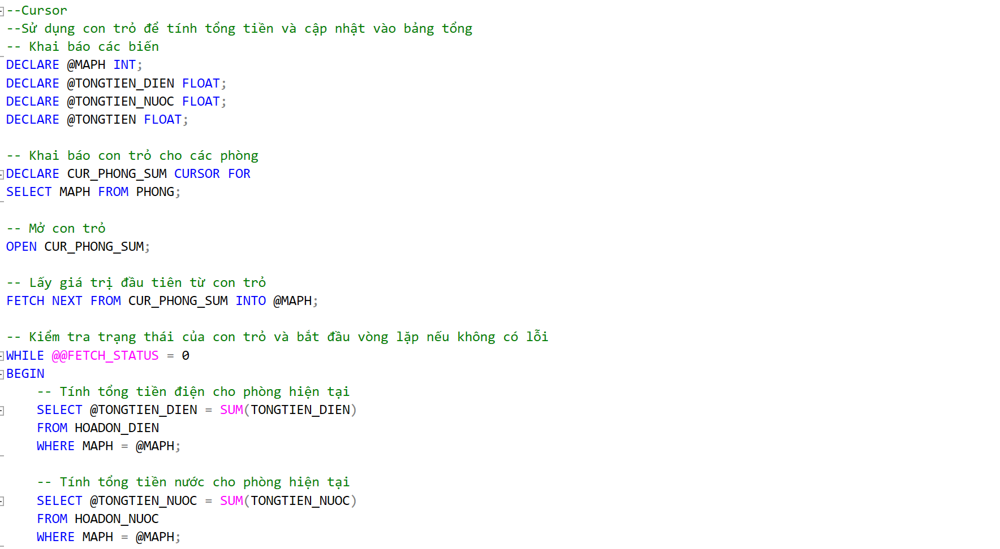 --Cursor
--Sử dụng con trỏ để tính tổng tiền và cập nhật vào bảng tổng
-- Khai báo các biến
DECLARE @MAPH INT;
DECLARE @TONGTIEN_DIEN FLOAT;
DECLARE @TONGTIEN_NUOC FLOAT;
DECLARE @TONGTIEN FLOAT;
-- Khai báo con trỏ cho các phòng
DECLARE CUR_PHONG_SUM CURSOR FOR
SELECT MAPH FROM PHONG;
-- Mở con trỏ
OPEN CUR_PHONG_SUM;
-- Lấy giá trị đầu tiên từ con trỏ
FETCH NEXT FROM CUR_PHONG_SUM INTO @MAPH;
-- Kiểm tra trạng thái của con trỏ và bắt đầu vòng lặp nếu không có lỗi
WHILE @@FETCH_STATUS = 0
BEGIN
    -- Tính tổng tiền điện cho phòng hiện tại
    SELECT @TONGTIEN_DIEN = SUM(TONGTIEN_DIEN)
    FROM HOADON_DIEN
    WHERE MAPH = @MAPH;
    -- Tính tổng tiền nước cho phòng hiện tại
    SELECT @TONGTIEN_NUOC = SUM(TONGTIEN_NUOC)
    FROM HOADON_NUOC
    WHERE MAPH = @MAPH;